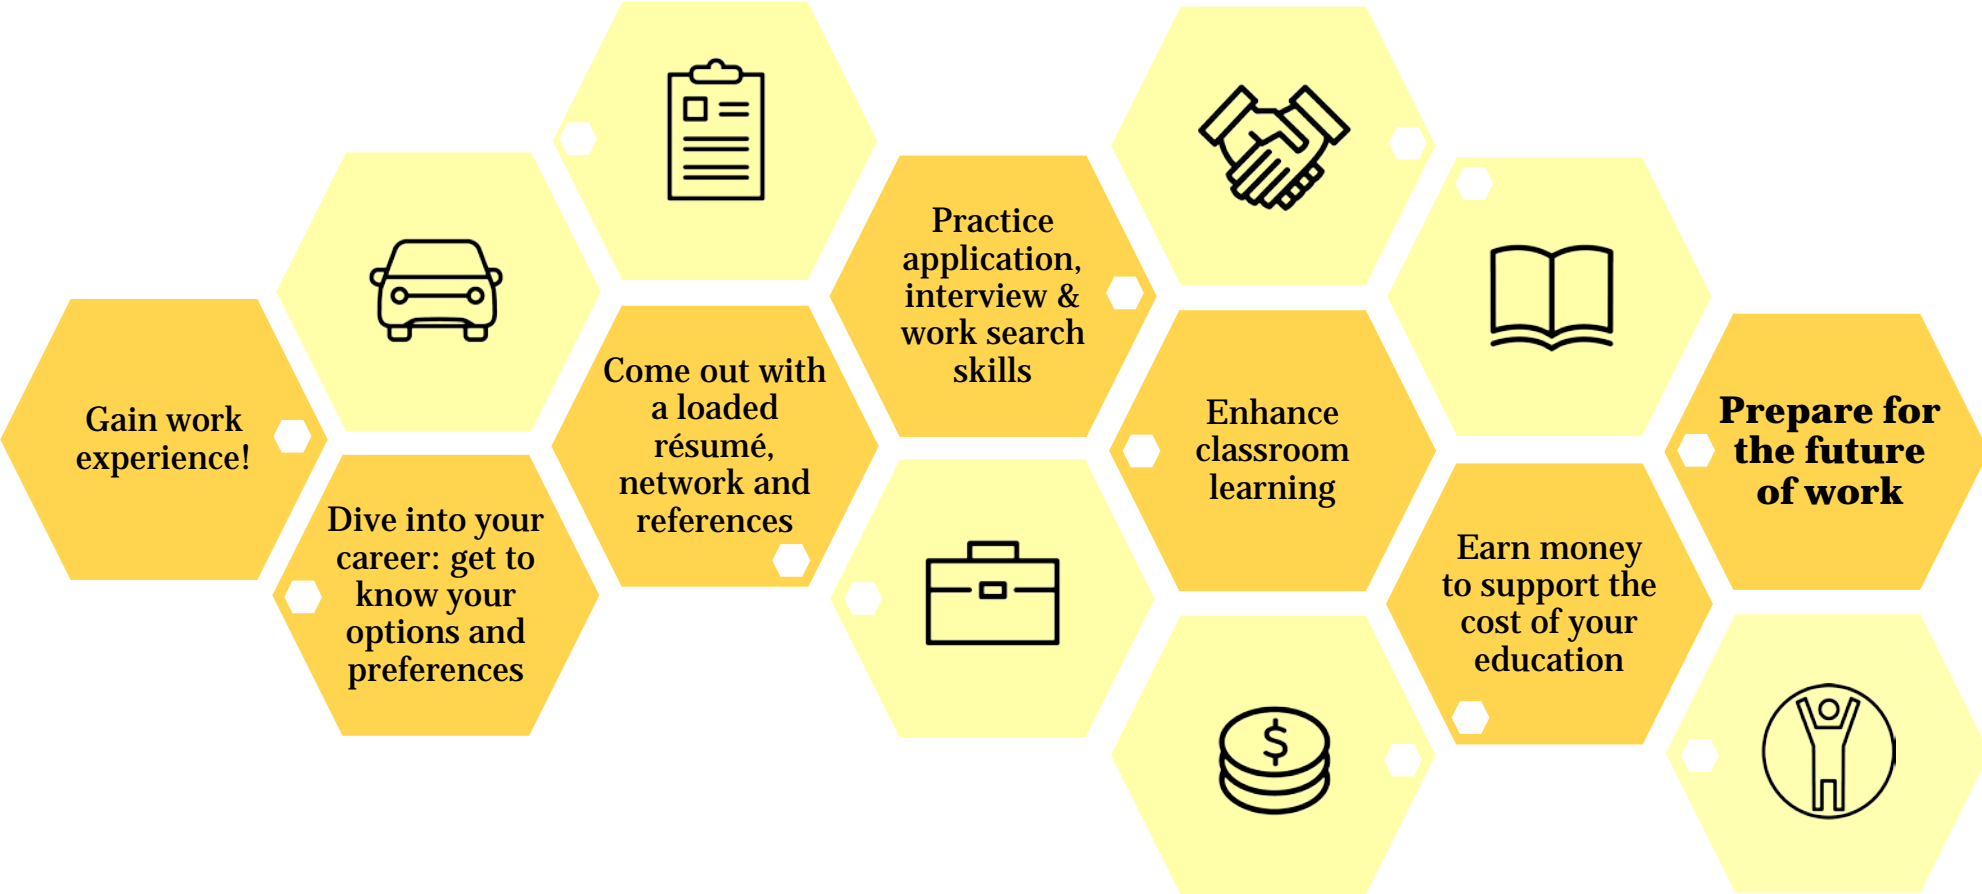 Gain work
experience!
Dive into your
career: get to
know your
options and
preferences
Come out with
a loaded
résumé,
network and
references
Practice
application,
interview &
work search
skills
Enhance
classroom
learning
Earn money
to support the
cost of your
education
Prepare for
the future
of work
$